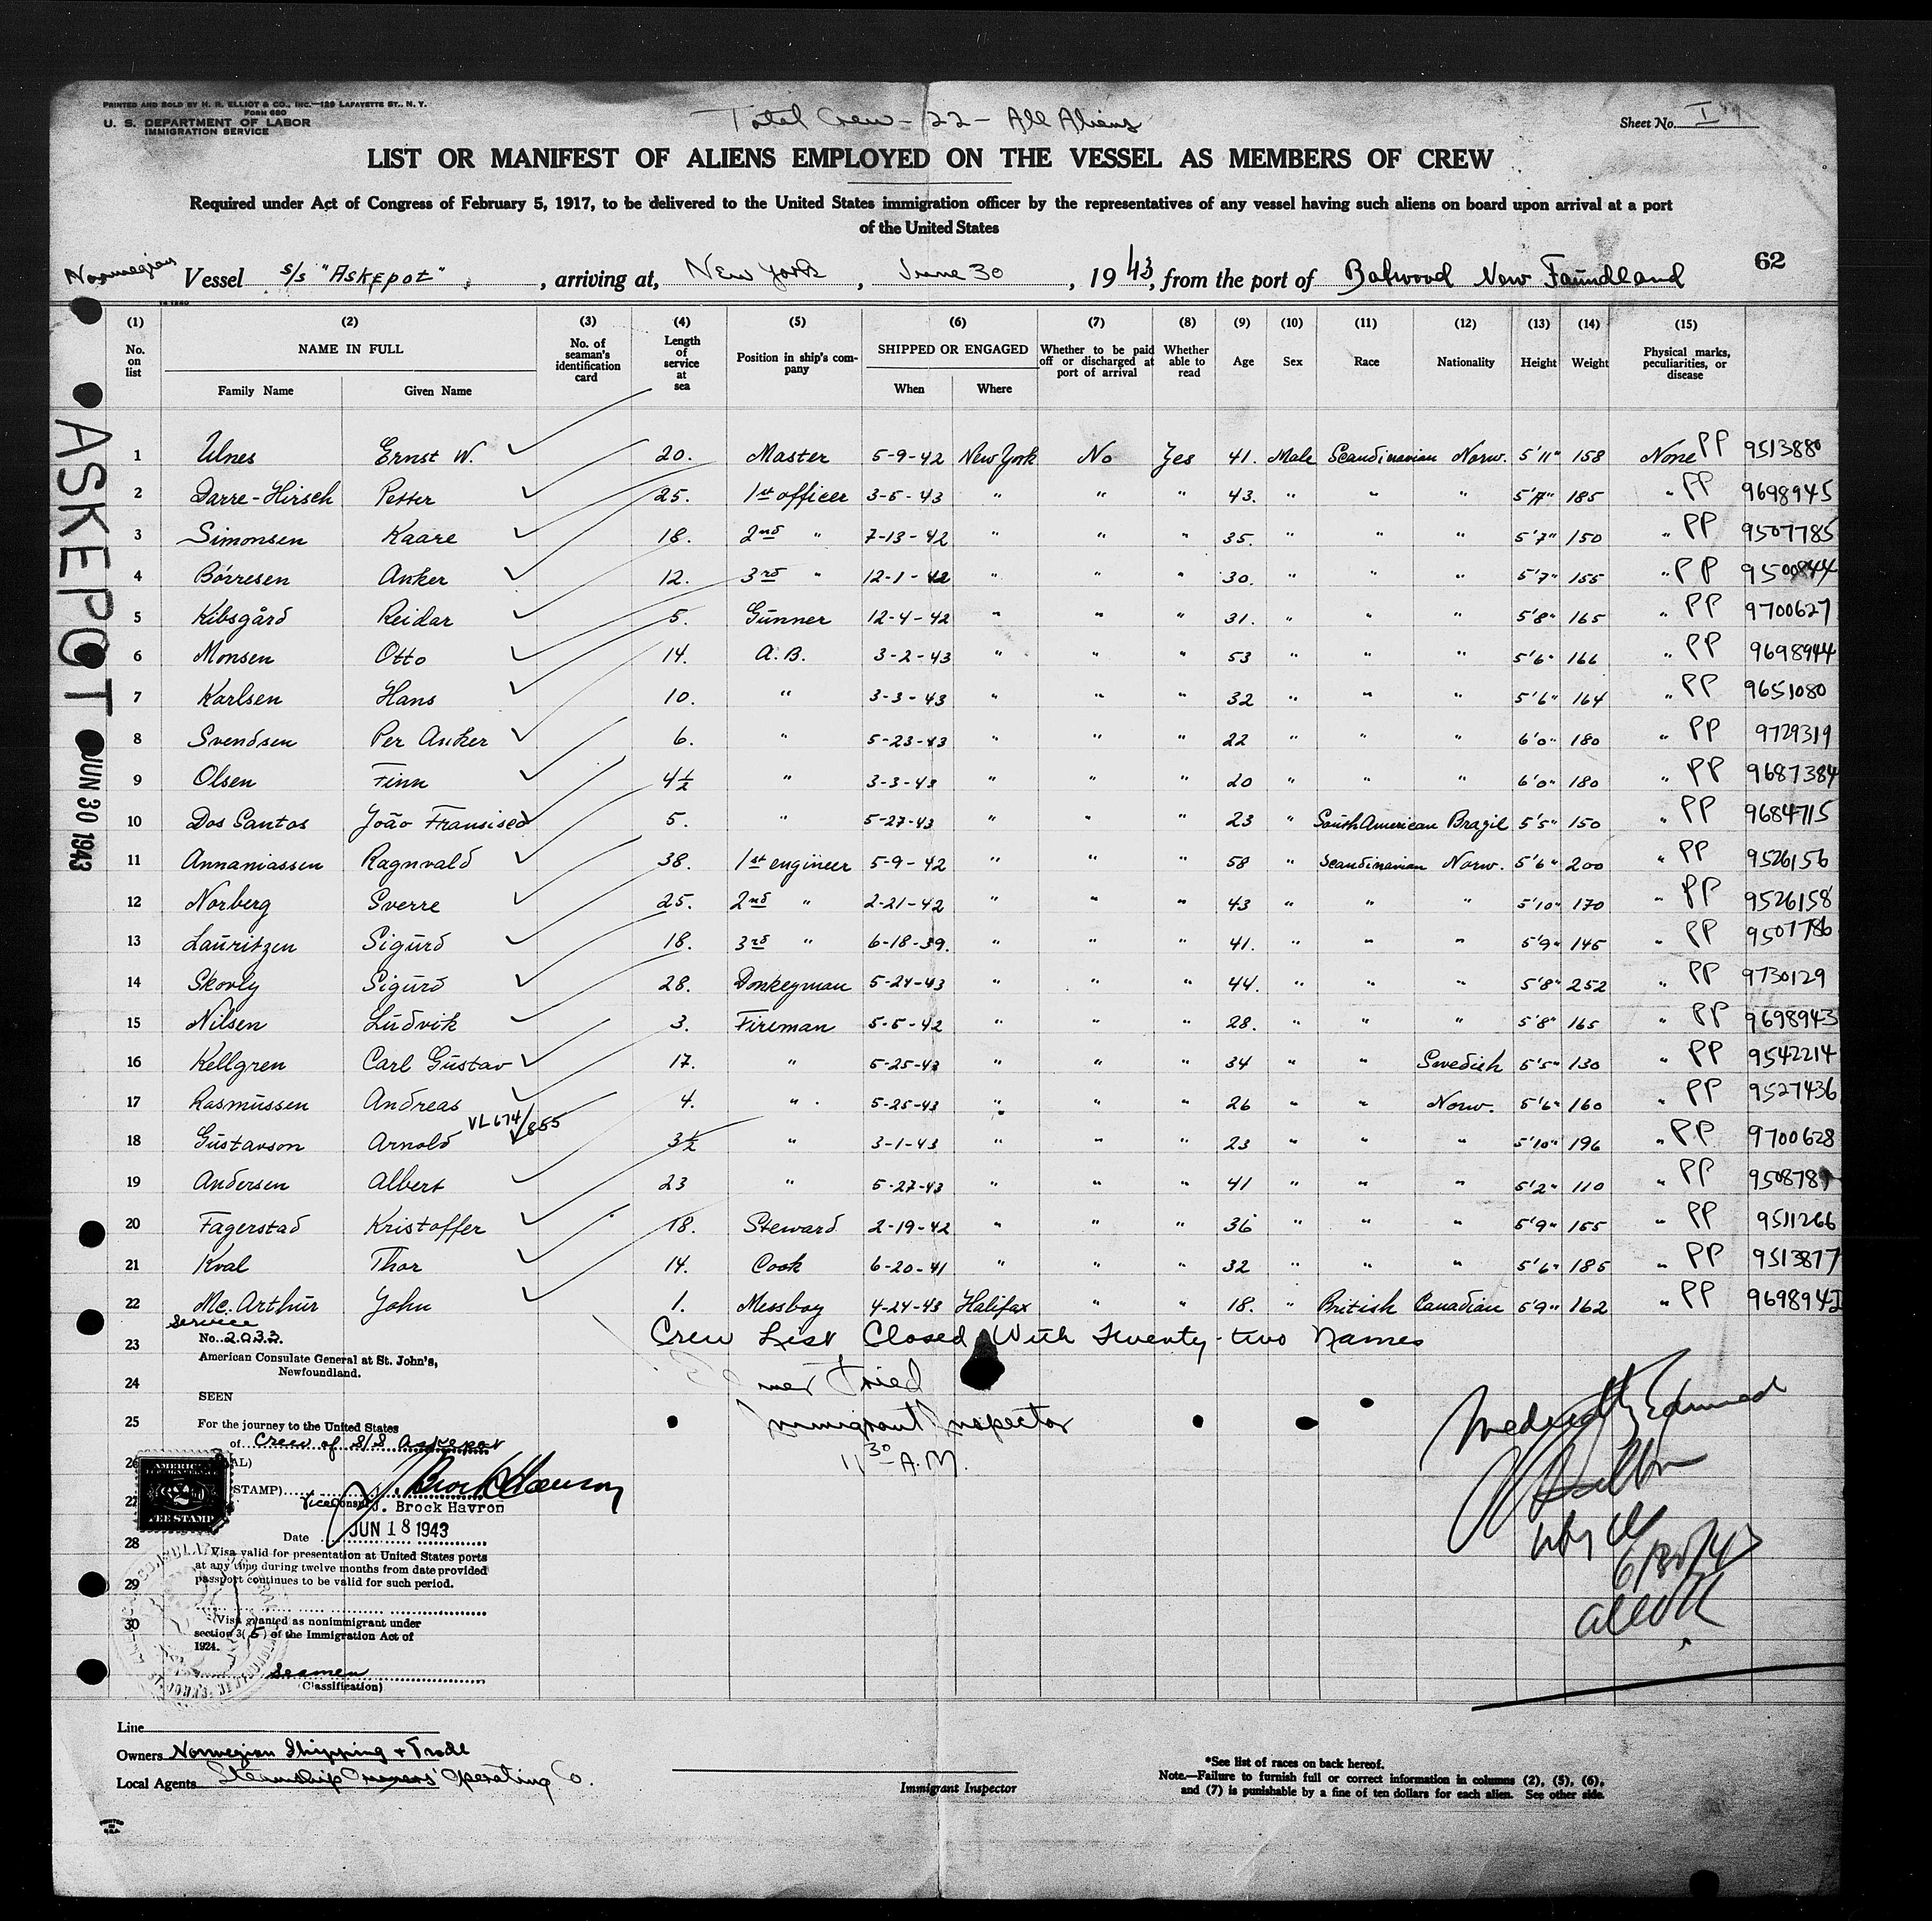 PRINTED AND SOLD BY H. R. ELLIOT & CO., INC.—129 LAFAYETTE ST., N. Y.
FORM 680
U. S. DEPARTMENT OF LABOR
IMMIGRATION SERVICE
Total Crew - 22 - All Aliens
Sheet No. I
LIST OR MANIFEST OF ALIENS EMPLOYED ON THE VESSEL AS MEMBERS OF CREW
Required under Act of Congress of February 5, 1917, to be delivered to the United States immigration officer by the representatives of any vessel having such aliens on board upon arrival at a port
of the United States
62
Norwegian Vessel s/s "Askepot", arriving at, New York, June 30, 1943, from the port of Botwood New Faundland
(1) (2) (3) (4) (5) (6) (7) (8) (9) (10) (11) (12) (13) (14) (15)
No. on list NAME IN FULL No. of seaman's identification card Length of service at sea Position in ship's company SHIPPED OR ENGAGED Whether to be paid off or discharged at port of arrival Whether able to read Age Sex Race Nationality Height Weight Physical marks, peculiarities, or disease
Family Name Given Name When Where
1 Ulnes Ernst W. 20. Master 5-9-42 New York No Yes 41. Male Scandinavian Norw. 5'11" 158 None PP 9513880
2 Darre-Hirsch Petter 25. 1st officer 3-5-43 " " " 43. " " " 185 " PP 9698945
3 Simonsen Kaare 18. 2nd " 7-13-42 " " " 35. " " " 5'7" 150 " PP 9507785
4 Börresen Anker 12. 3rd " 12-1-42 " " " 30. " " " 5'7" 155 " PP
5 Kibsgård Reidar 5. Gunner 12-4-42 " " " 31. " " " 5'8" 165 " PP 9700627
6 Monsen Otto 14. A.B. 3-2-43 " " " 53 " " " 5'6" 166 " PP 9698944
7 Karlsen Hans 10. " 3-3-43 " " " 32 " " " 5'6" 164 " PP 9651080
8 Svendsen Per Anker 6. " 5-23-43 " " " 22 " " " 6'0" 180 " PP 9729319
9 Olsen Finn 4½ " 3-3-43 " " " 20 " " " 6'0" 180 " PP 9687384
10 Dos Santos João Fransisco 5. " 5-27-43 " " " 23 " South American Brazil 5'5" 150 " PP 9684715
11 Annaniassen Ragnvald 38. 1st engineer 5-9-42 " " " 58 " Scandinavian Norw. 5'6" 200 " PP 9526156
12 Norberg Sverre 25. 2nd " 2-21-42 " " " 43 " " " 5'10" 170 " PP 9526158
13 Lauritzen Sigurd 18. 3rd " 6-18-39. " " " 41. " " " 5'9" 145 " PP 9507786
14 Skovly Sigurd 28. Donkeyman 5-24-43 " " " 44. " " " 5'8" 252 " PP 9730129
15 Nilsen Ludvik 3. Fireman 5-5-42 " " " 28. " " " 5'8" 165 " PP 9698943
16 Kellgren Carl Gustav 17. " 5-25-43 " " " 34 " " Swedish 5'5" 130 " PP 9542214
17 Rasmussen Andreas 4. " 5-25-43 " " " 26 " " Norw. 5'6" 160 " PP 9527436
VL 674/855
18 Gustavson Arnold 3½ " 3-1-43 " " " 23 " " " 5'10" 196 " PP 9700628
19 Andersen Albert 23 " 5-27-43 " " " 41 " " " 5'2" 110 " PP
20 Fagerstad Kristoffer 18. Steward 2-19-42 " " " 36 " " " 5'9" 155 " PP 9511266
21 Kval Thor 14. Cook 6-20-41 " " " 32 " " " 5'6" 185 " PP 9513877
22 Mc. Arthur John 1. Messboy 4-24-43 Halifax " " 18. " British Canadian 5'9" 162 " PP 9698942
23 Crew List Closed With Twenty-two names
24
25
26
27
28
29
30
Service
No. 2033
American Consulate General at St. John's,
Newfoundland.
SEEN
For the journey to the United States
of Crew of S/S Askepot
(SEAL)
AMERICAN
FEE STAMP
STAMP)
Vice Consul J. Brock Havron
Date JUN 18 1943
Visa valid for presentation at United States ports
at any time during twelve months from date provided
passport continues to be valid for such period.
Visa granted as nonimmigrant under
section 3(5) of the Immigration Act of
1924.
Seamen
(Classification)
Immigrant Inspector
11 30 A.M.
Line
Owners Norwegian Shipping & Trade
Local Agents Steamship Owners' Operating Co.
Immigrant Inspector
*See list of races on back hereof.
Note.—Failure to furnish full or correct information in columns (2), (5), (6),
and (7) is punishable by a fine of ten dollars for each alien. See other side.
ASKEPOT
JUN 30 1943